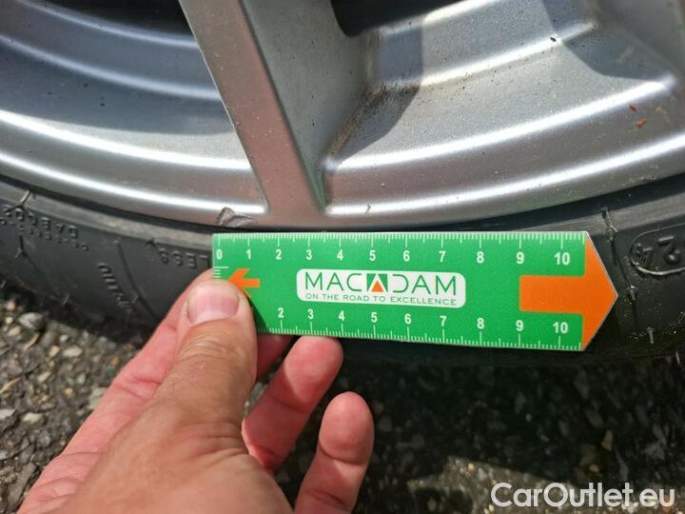 0 1 2 3 4 5 6 7 8 9 10
MACADAM
ON THE ROAD TO EXCELLENCE
2 3 4 5 6 7 8 9 10
CarOutlet.eu